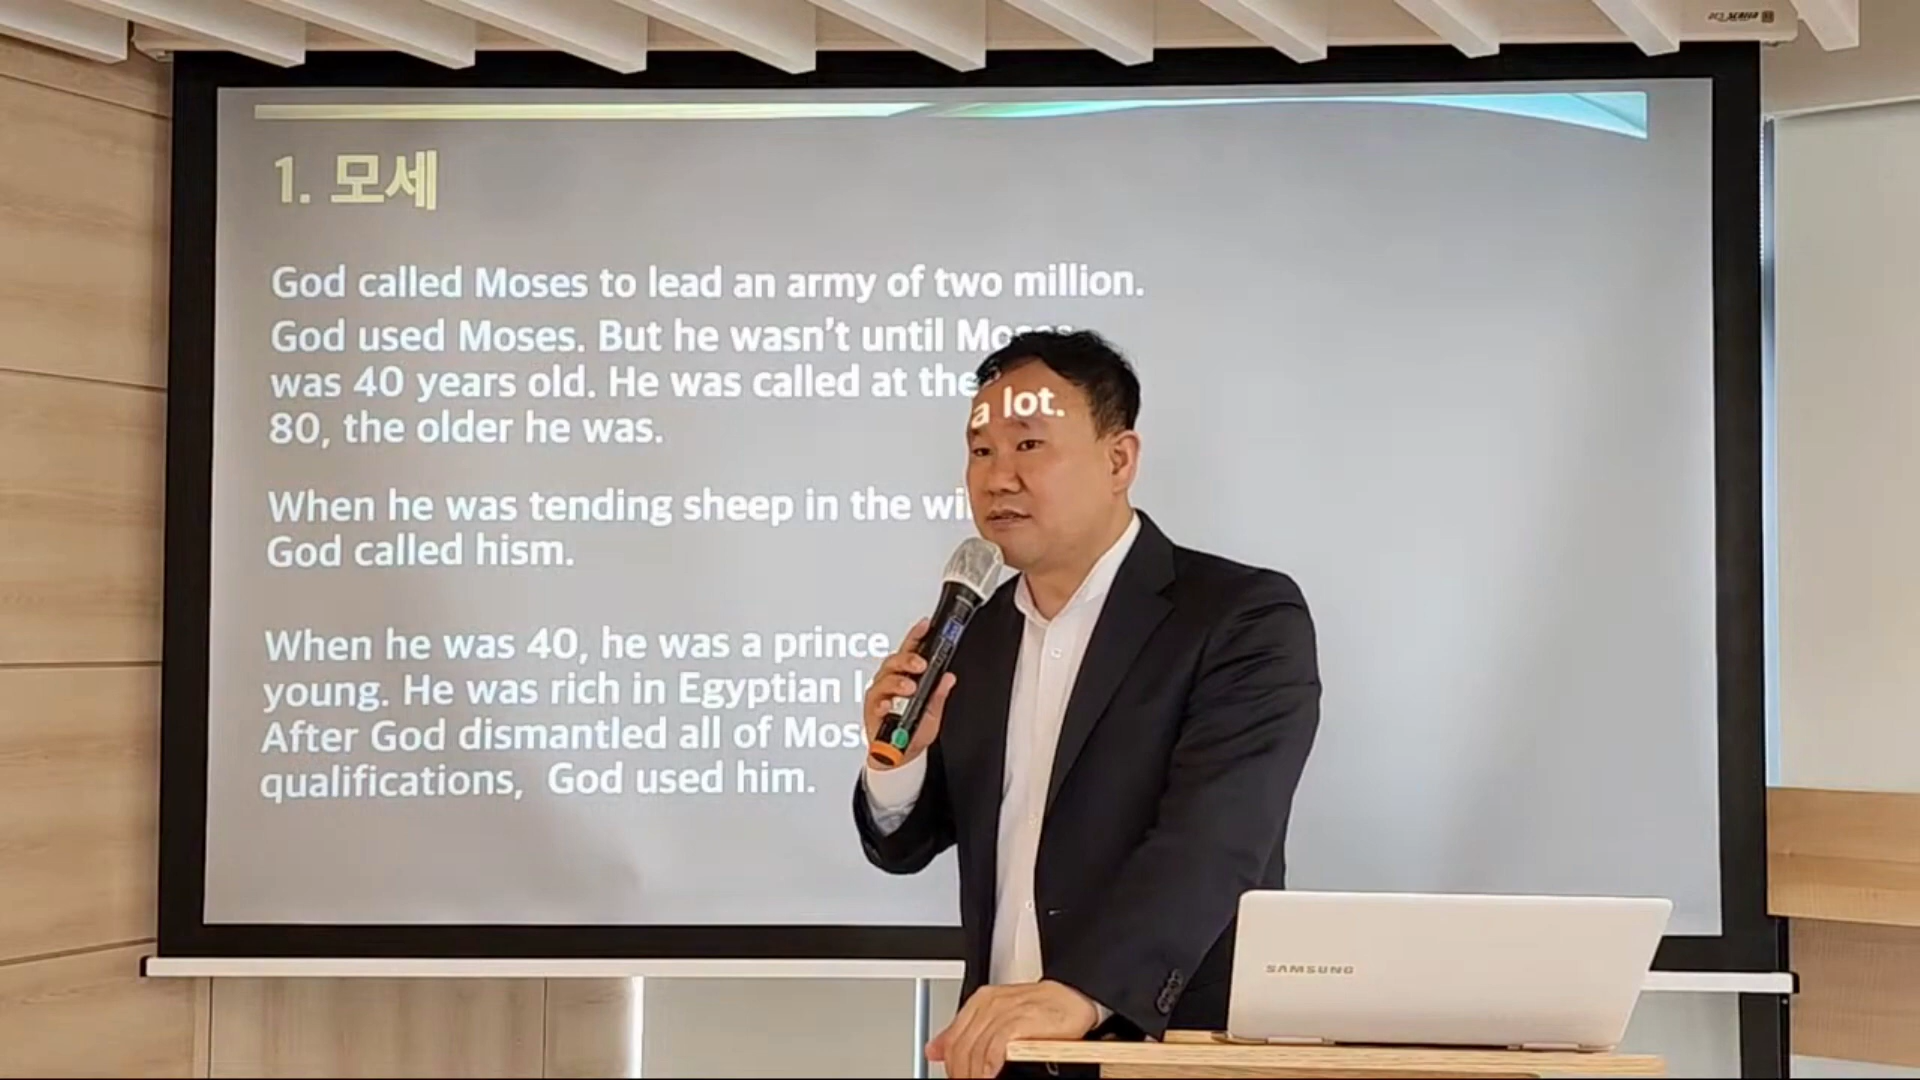 1. 모세
God called Moses to lead an army of two million.
God used Moses. But he wasn't until Moses
was 40 years old. He was called at the
a lot.
80, the older he was.
When he was tending sheep in the
God called hism.
When he was 40, he was a prince
young. He was rich in Egyptian
After God dismantled all of
qualifications, God used him.
SAMSUNG